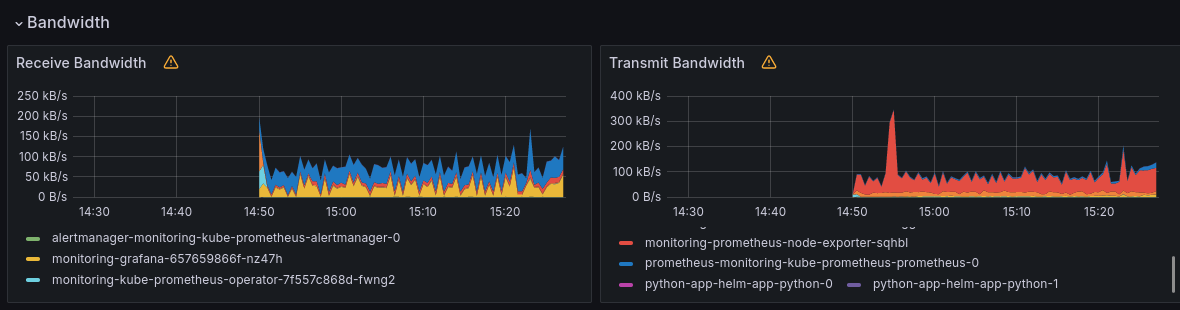 Bandwidth
Receive Bandwidth
250 kB/s
200 kB/s
150 kB/s
100 kB/s
50 kB/s
0 B/s
14:30 14:40 14:50 15:00 15:10 15:20
alertmanager-monitoring-kube-prometheus-alertmanager-0
monitoring-grafana-657659866f-nz47h
monitoring-kube-prometheus-operator-7f557c868d-fwng2
Transmit Bandwidth
400 kB/s
300 kB/s
200 kB/s
100 kB/s
0 B/s
14:30 14:40 14:50 15:00 15:10 15:20
monitoring-prometheus-node-exporter-sqhbl
prometheus-monitoring-kube-prometheus-prometheus-0
python-app-helm-app-python-0 python-app-helm-app-python-1